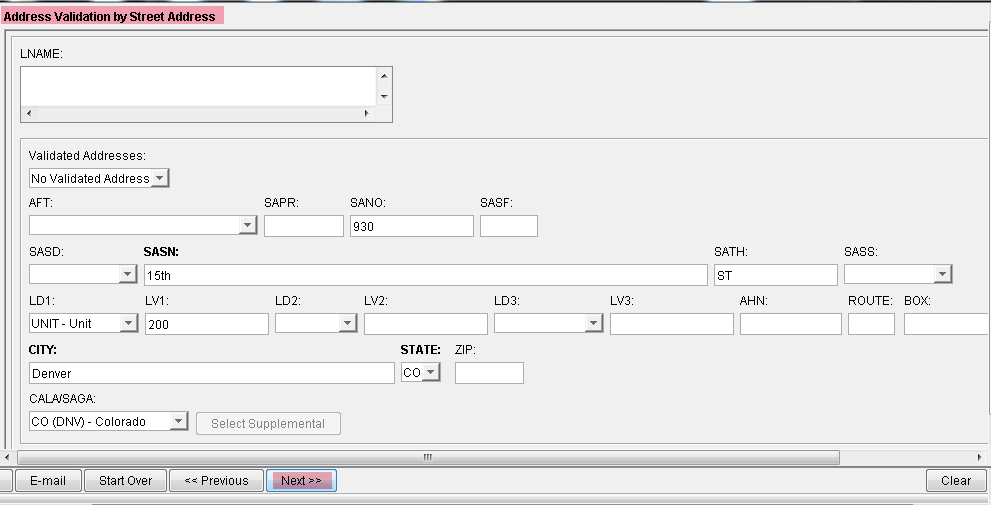 Address Validation by Street Address
LNAME:
Validated Addresses:
No Validated Address
AFT: SAPR: SANO: SASF:
930
SASD: SASN: SATH: SASS:
15th ST
LD1: LV1: LD2: LV2: LD3: LV3: AHN: ROUTE: BOX:
UNIT - Unit 200
CITY: STATE: ZIP:
Denver CO
CALA/SAGA:
CO (DNV) - Colorado Select Supplemental
E-mail Start Over << Previous Next >> Clear